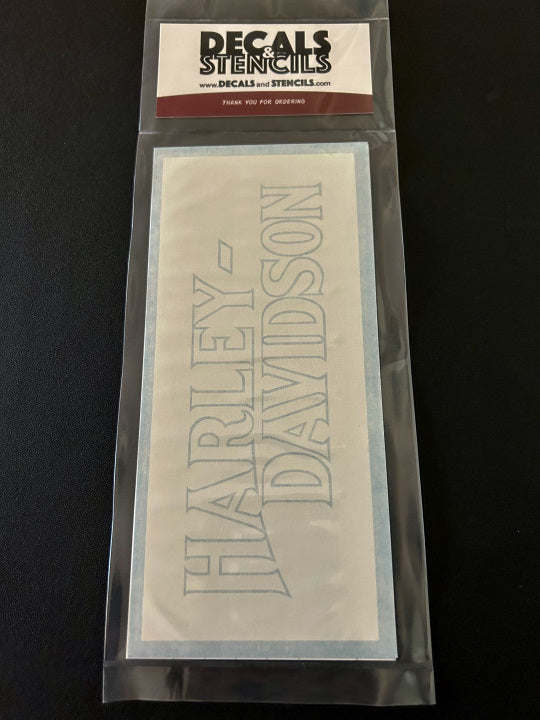 DECALS
&
STENCILS
www.DECALS and STENCILS.com
THANK YOU FOR ORDERING
HARLEY-
DAVIDSON